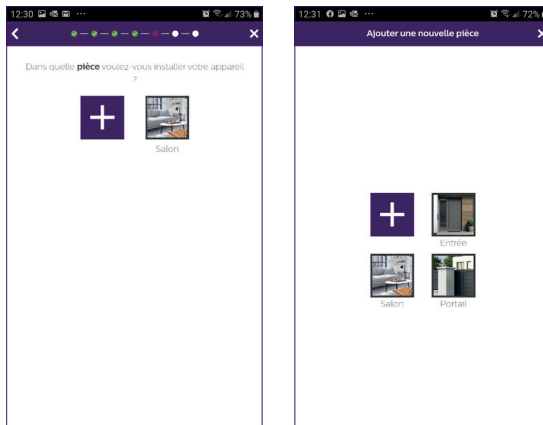 12:30 73%
Dans quelle pièce voulez-vous installer votre appareil
?
Salon
12:31 72%
Ajouter une nouvelle pièce
Entrée
Salon Portail